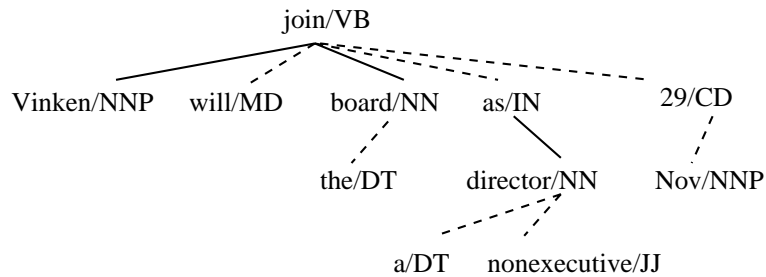 join/VB
Vinken/NNP will/MD board/NN as/IN 29/CD
the/DT director/NN Nov/NNP
a/DT nonexecutive/JJ